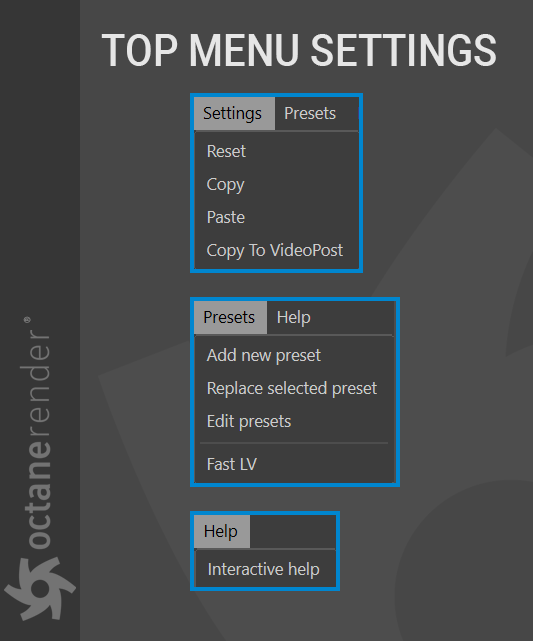 TOP MENU SETTINGS
Settings Presets
Reset
Copy
Paste
Copy To VideoPost
Presets Help
Add new preset
Replace selected preset
Edit presets
Fast LV
Help
Interactive help
octanerender®